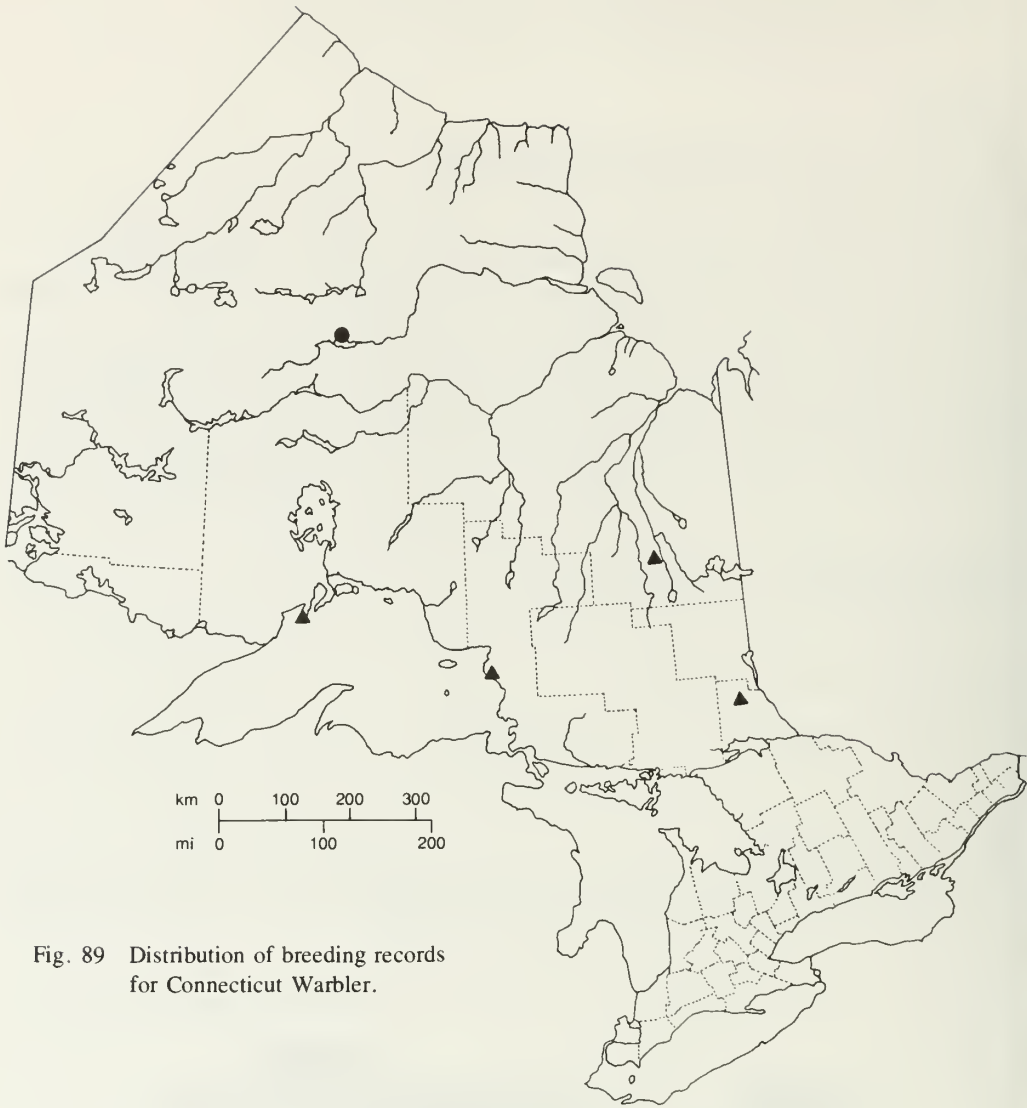 km 0 100 200 300
mi 0 100 200
Fig. 89 Distribution of breeding records
for Connecticut Warbler.